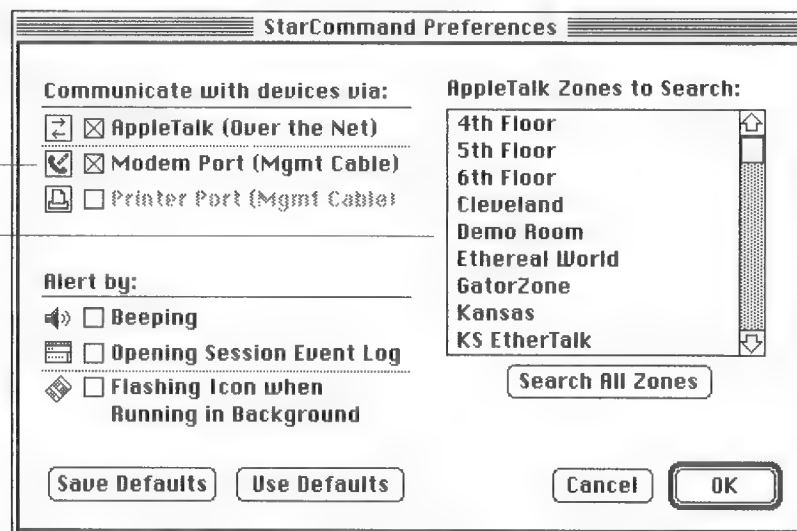 StarCommand Preferences
Communicate with devices via:
AppleTalk (Over the Net)
Modem Port (Mgmt Cable)
Printer Port (Mgmt Cable)
Alert by:
Beeping
Opening Session Event Log
Flashing Icon when
Running in Background
AppleTalk Zones to Search:
4th Floor
5th Floor
6th Floor
Cleveland
Demo Room
Ethereal World
GatorZone
Kansas
KS EtherTalk
Search All Zones
Save Defaults
Use Defaults
Cancel
OK